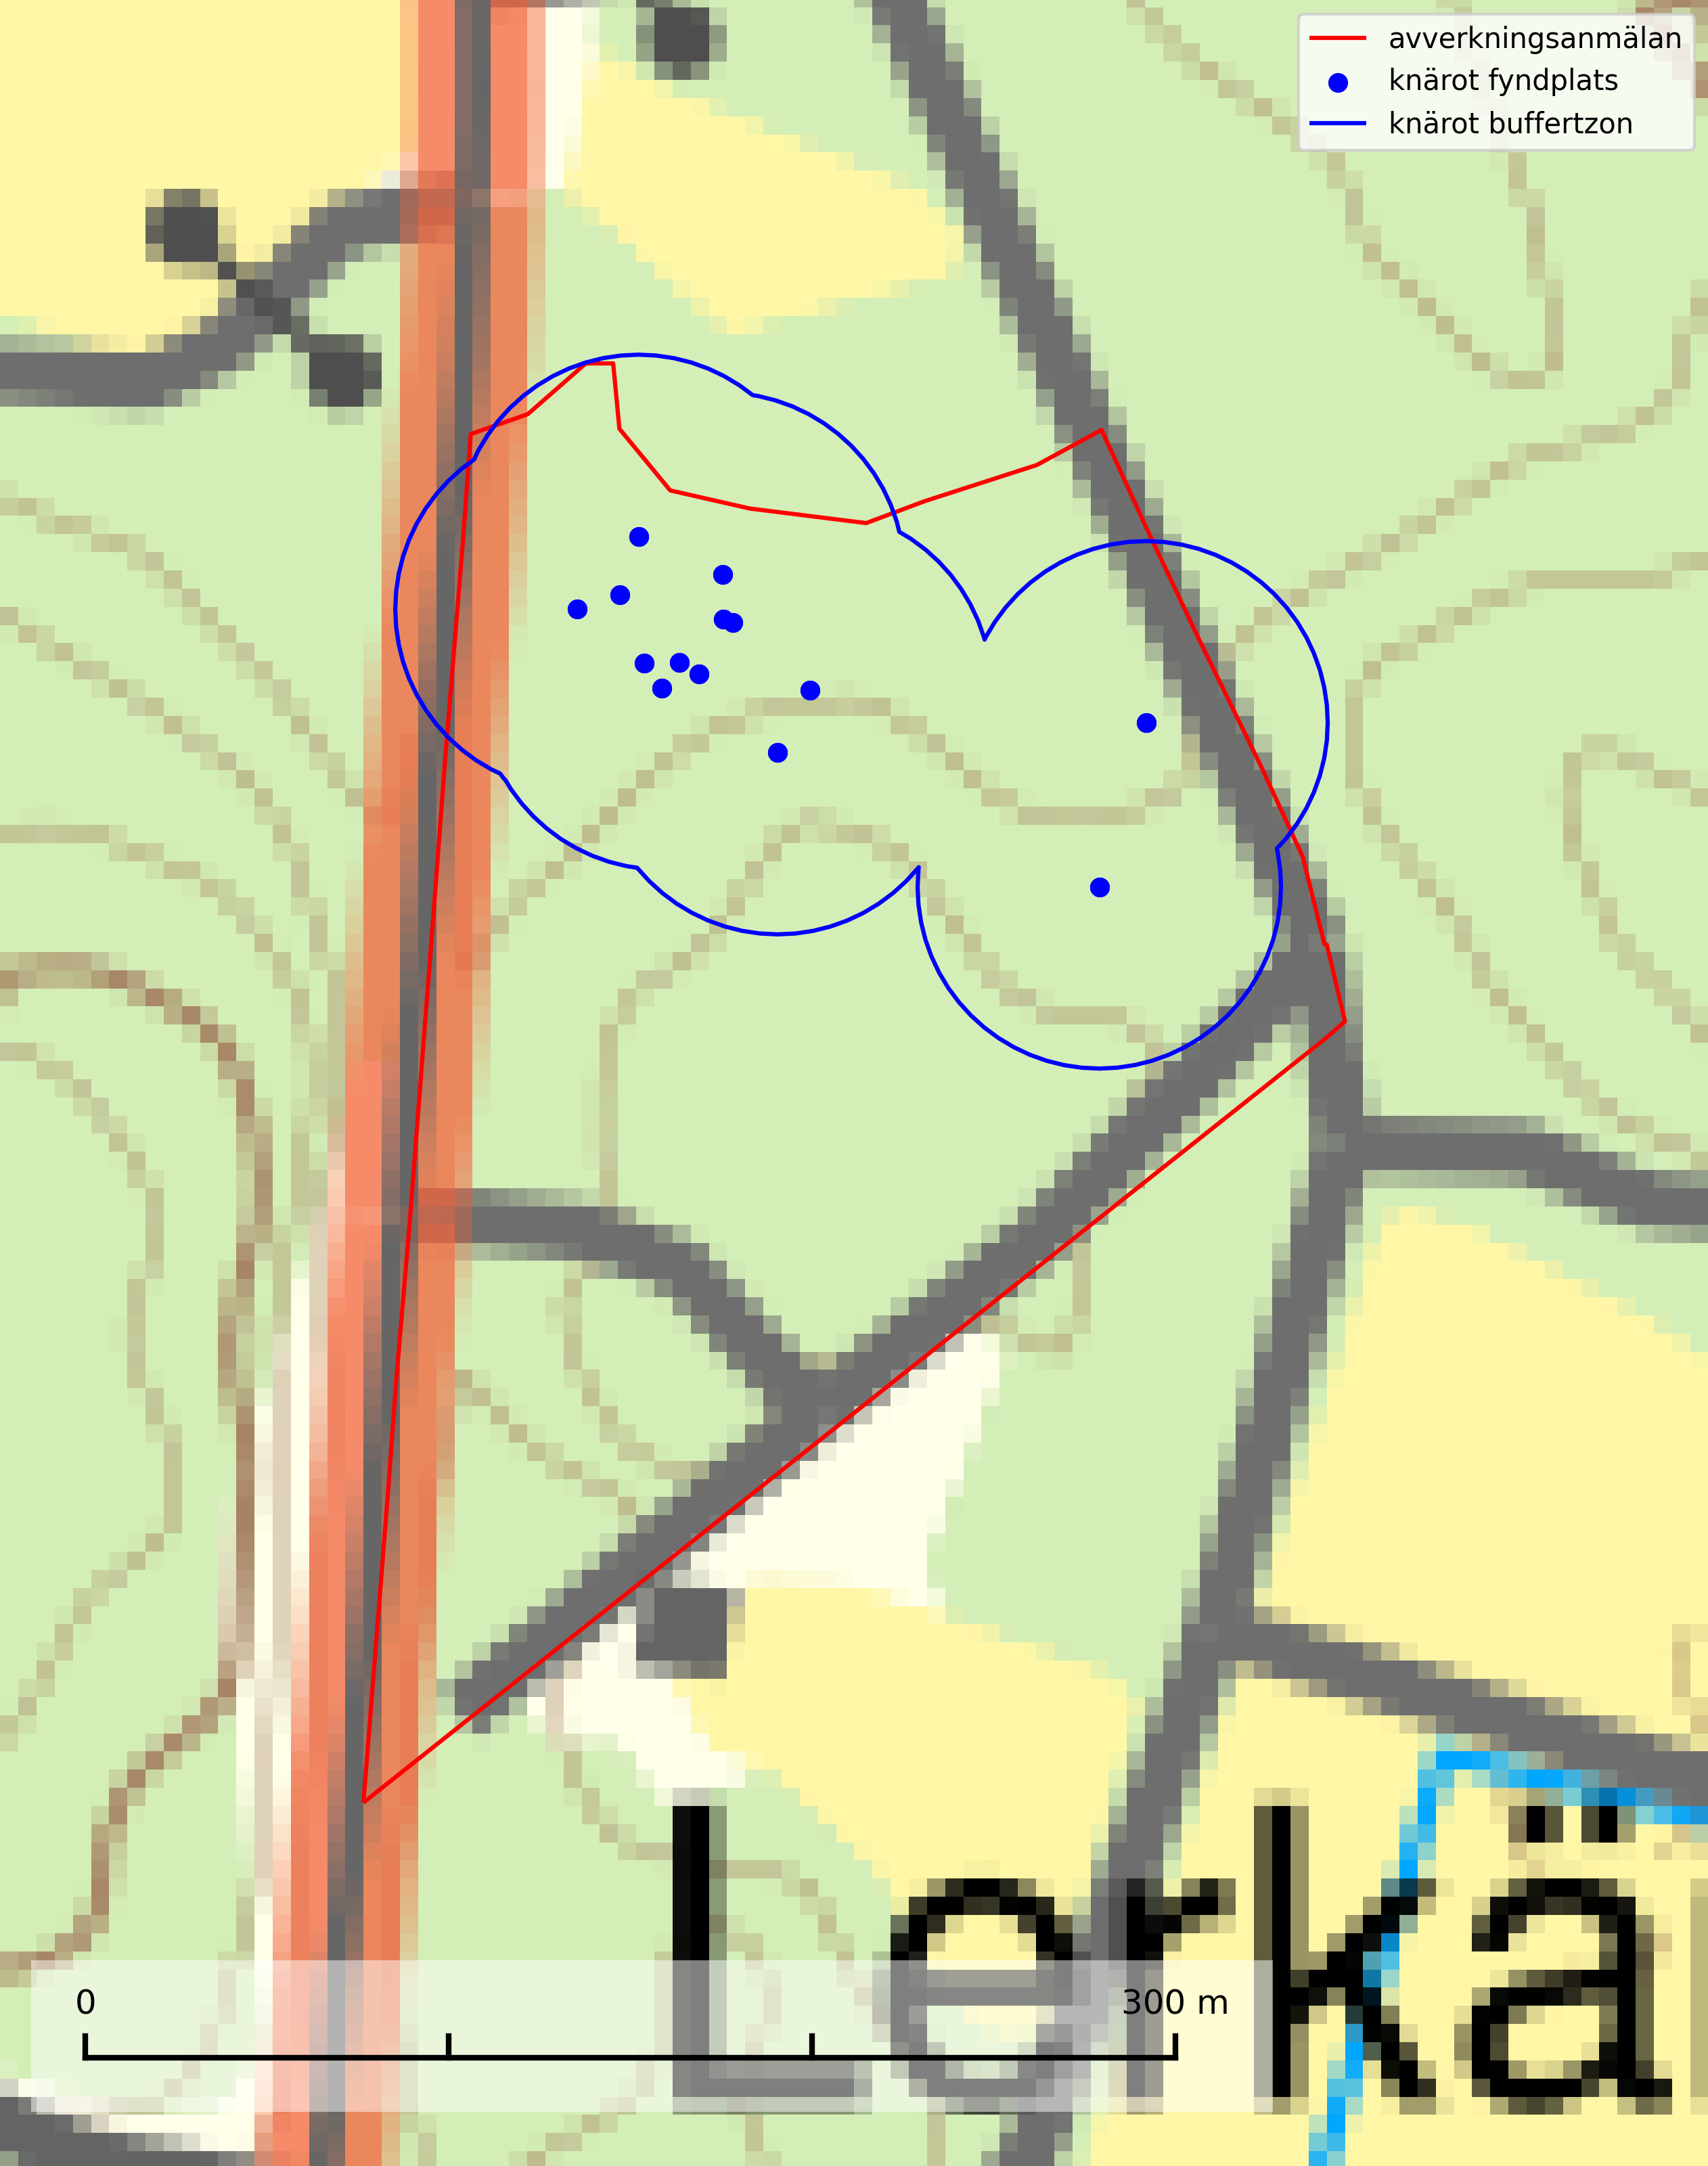 avverkningsanmälan
knärot fyndplats
knärot buffertzon
Lerkä
0 300 m